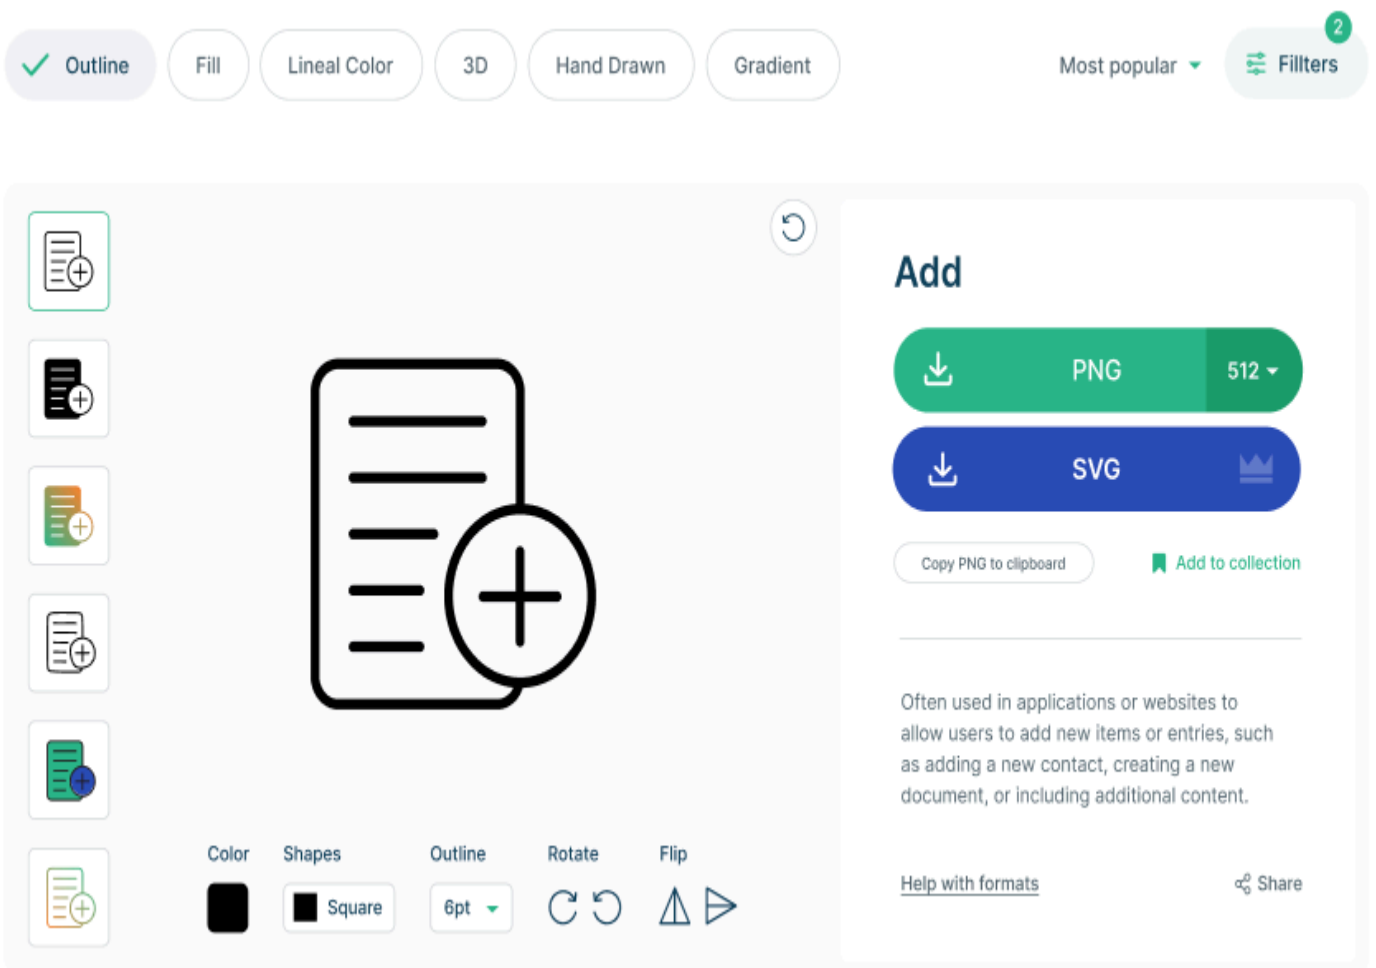 Outline
Fill
Lineal Color
3D
Hand Drawn
Gradient
Most popular
Fillters
2
Add
PNG
512
SVG
Copy PNG to clipboard
Add to collection
Often used in applications or websites to
allow users to add new items or entries, such
as adding a new contact, creating a new
document, or including additional content.
Help with formats
Share
Color
Shapes
Outline
Rotate
Flip
Square
6pt